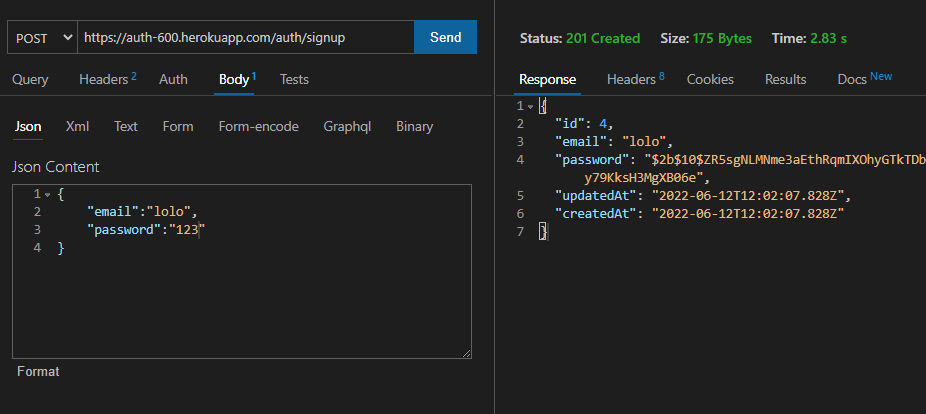 POST https://auth-600.herokuapp.com/auth/signup Send
Query Headers 2 Auth Body 1 Tests
Json Xml Text Form Form-encode Graphql Binary
Json Content
1 {
2 "email":"lolo",
3 "password":"123"
4 }
Format
Status: 201 Created Size: 175 Bytes Time: 2.83 s
Response Headers 8 Cookies Results Docs New
1 {
2 "id": 4,
3 "email": "lolo",
4 "password": "$2b$10$ZR5sgNLMNme3aEthRqmIXOhyGTkTDb
y79KksH3MgXB06e",
5 "updatedAt": "2022-06-12T12:02:07.828Z",
6 "createdAt": "2022-06-12T12:02:07.828Z"
7 }